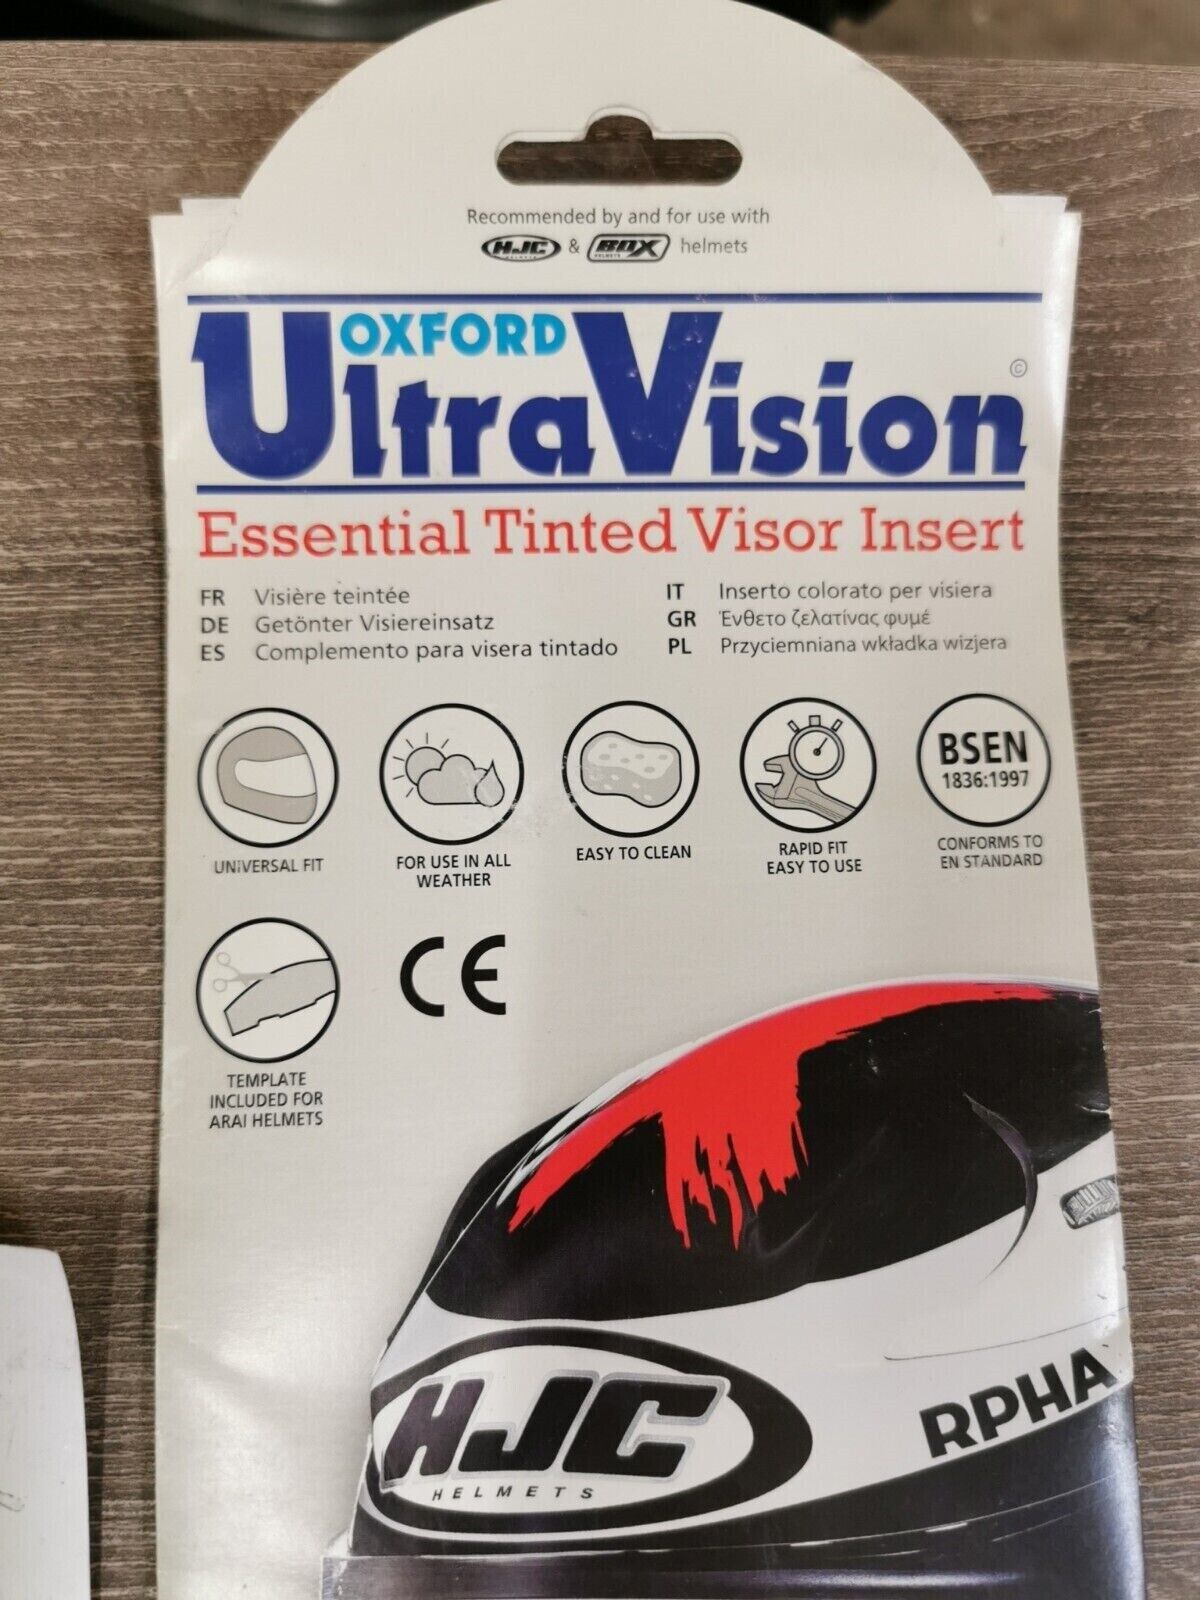 Recommended by and for use with
HJC HELMETS & BOX HELMETS helmets
OXFORD
UltraVision ©
Essential Tinted Visor Insert
FR Visière teintée
DE Getönter Visiereinsatz
ES Complemento para visera tintado
IT Inserto colorato per visiera
GR Ένθετο ζελατίνας φυμέ
PL Przyciemniana wkładka wizjera
UNIVERSAL FIT
FOR USE IN ALL
WEATHER
EASY TO CLEAN
RAPID FIT
EASY TO USE
BSEN
1836:1997
CONFORMS TO
EN STANDARD
TEMPLATE
INCLUDED FOR
ARAI HELMETS
CE
RPHA
HJC
HELMETS